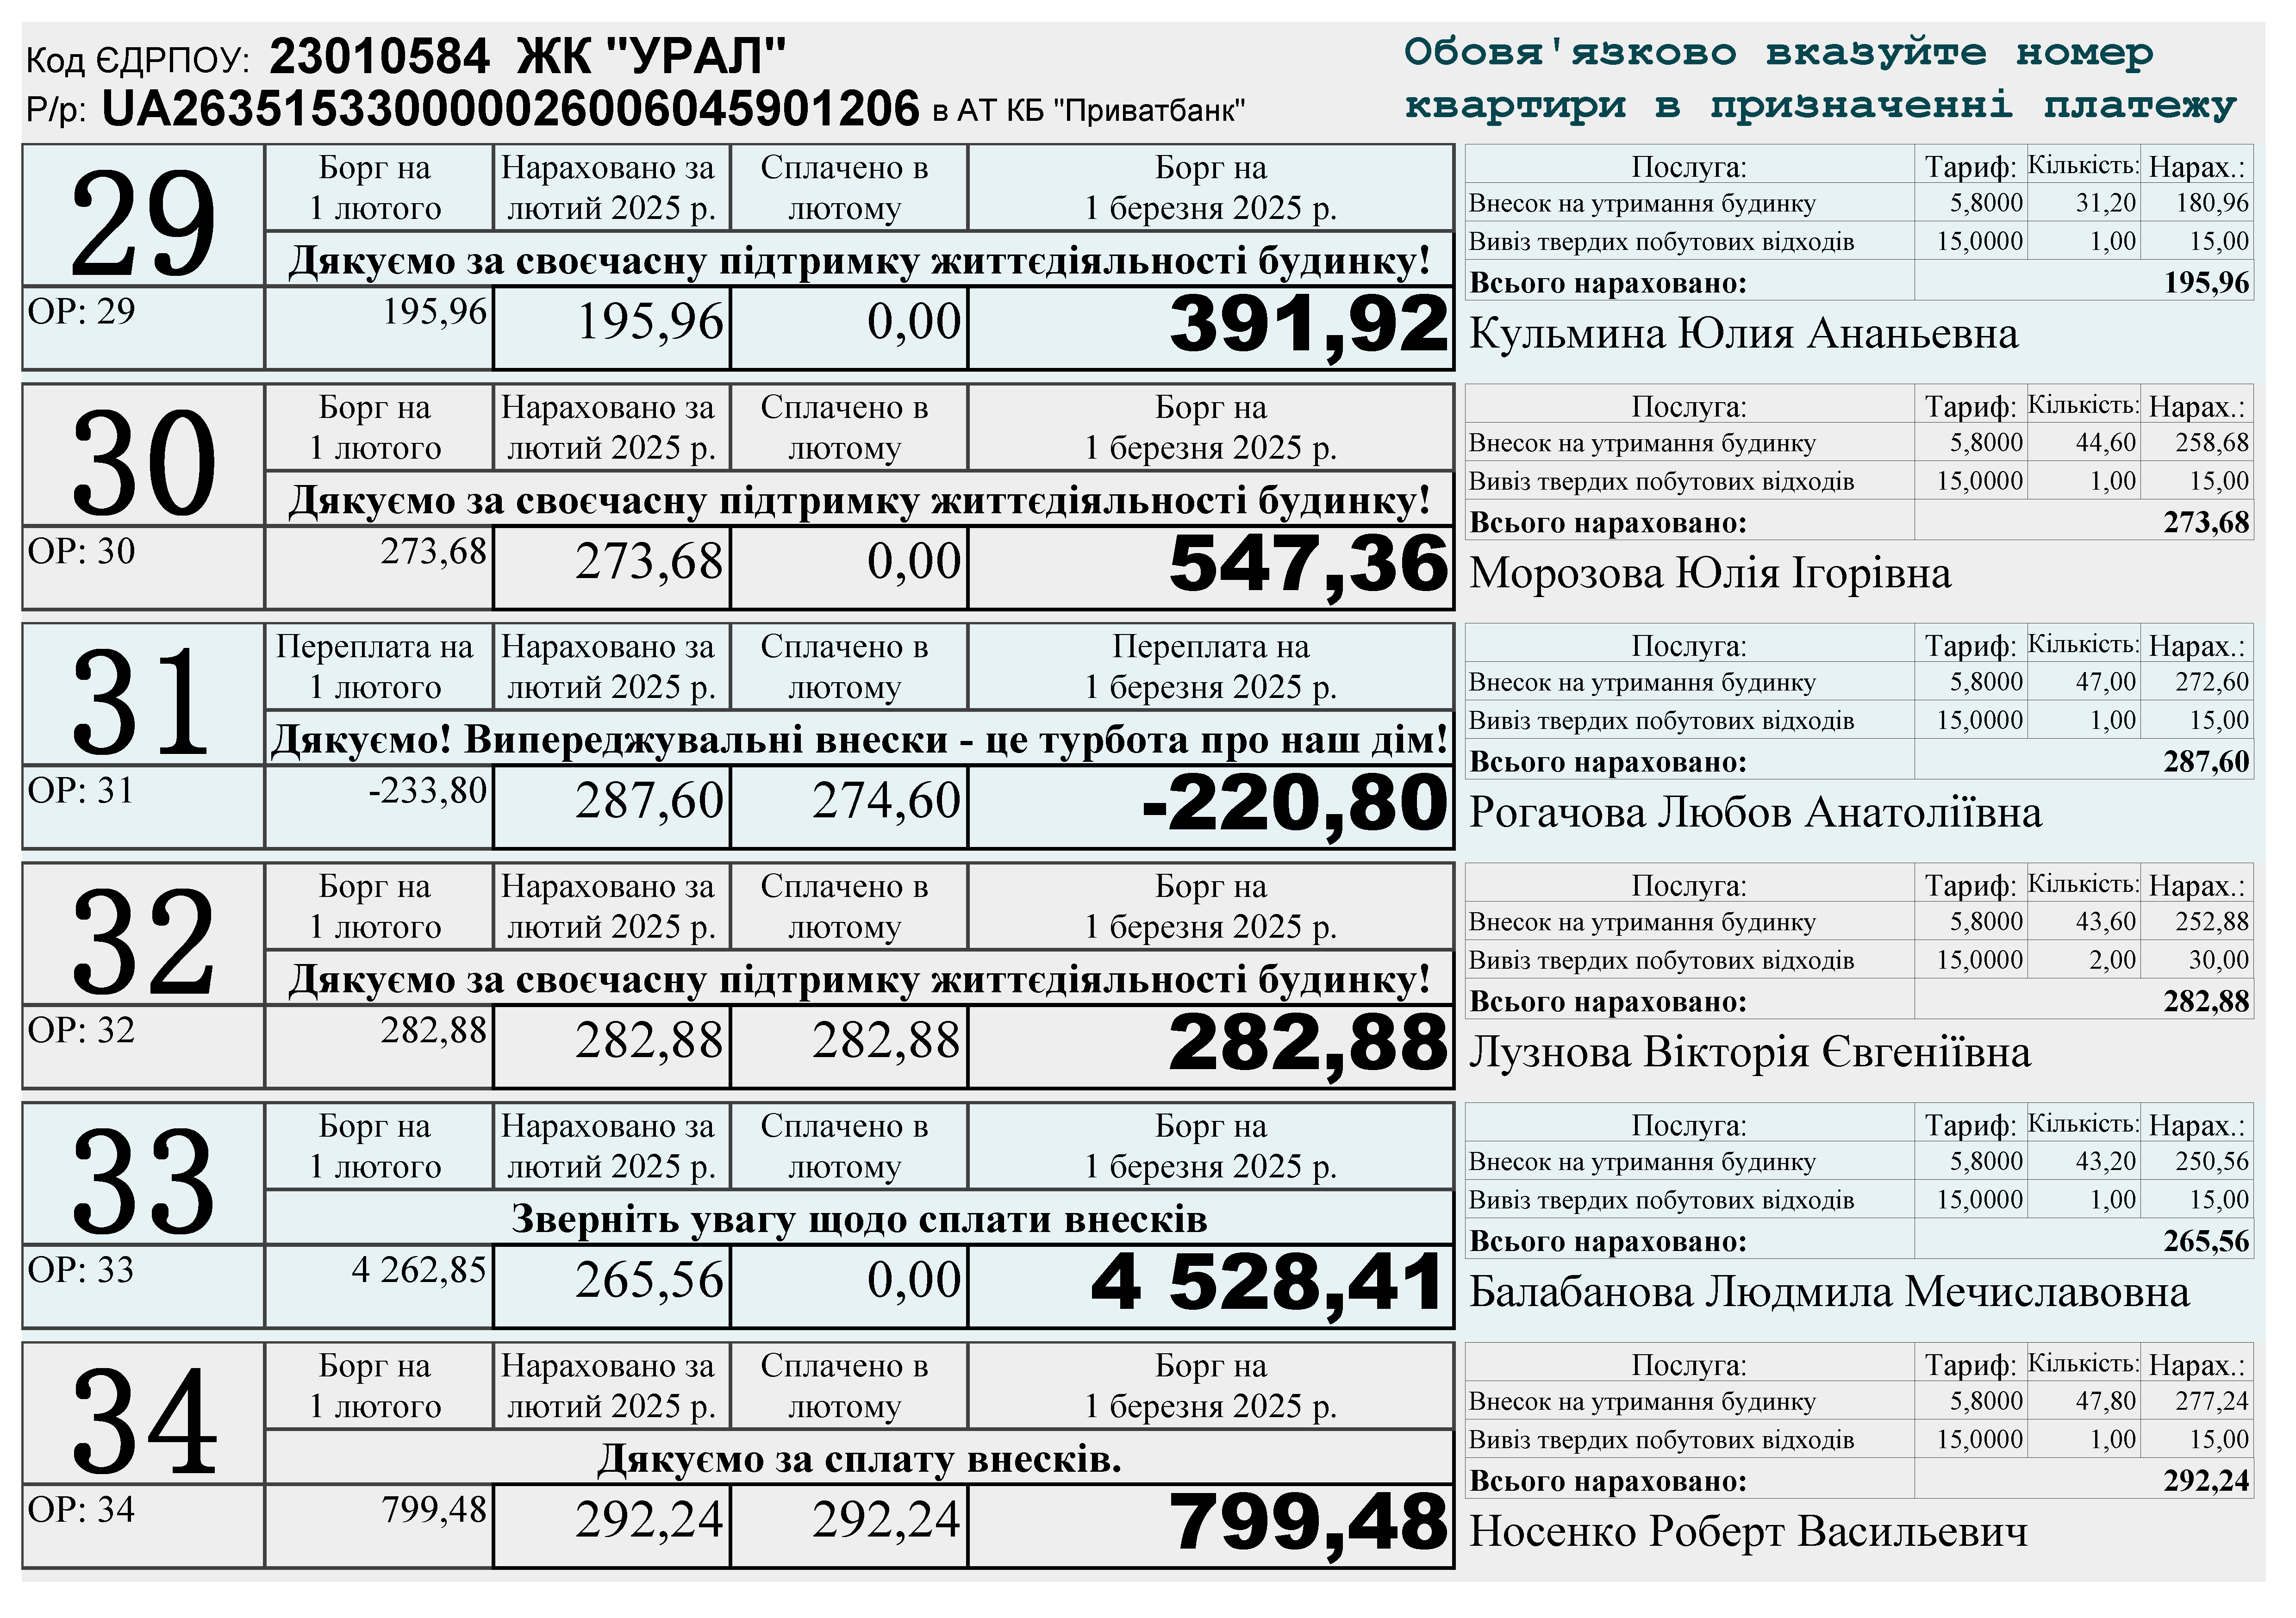 Код ЄДРПОУ: 23010584 ЖК "УРАЛ"
Р/р: UA263515330000026006045901206 в АТ КБ "Приватбанк"
Обовя'язково вказуйте номер
квартири в призначенні платежу
29
Борг на Нараховано за Сплачено в Борг на
1 лютого лютий 2025 р. лютому 1 березня 2025 р.
Дякуємо за своєчасну підтримку життєдіяльності будинку!
ОР: 29 195,96 195,96 0,00 391,92
Послуга: Тариф: Кількість: Нарах.:
Внесок на утримання будинку 5,8000 31,20 180,96
Вивіз твердих побутових відходів 15,0000 1,00 15,00
Всього нараховано: 195,96
Кульмина Юлия Ананьевна
30
Борг на Нараховано за Сплачено в Борг на
1 лютого лютий 2025 р. лютому 1 березня 2025 р.
Дякуємо за своєчасну підтримку життєдіяльності будинку!
ОР: 30 273,68 273,68 0,00 547,36
Послуга: Тариф: Кількість: Нарах.:
Внесок на утримання будинку 5,8000 44,60 258,68
Вивіз твердих побутових відходів 15,0000 1,00 15,00
Всього нараховано: 273,68
Морозова Юлія Ігорівна
31
Переплата на Нараховано за Сплачено в Переплата на
1 лютого лютий 2025 р. лютому 1 березня 2025 р.
Дякуємо! Випереджувальні внески - це турбота про наш дім!
ОР: 31 -233,80 287,60 274,60 -220,80
Послуга: Тариф: Кількість: Нарах.:
Внесок на утримання будинку 5,8000 47,00 272,60
Вивіз твердих побутових відходів 15,0000 1,00 15,00
Всього нараховано: 287,60
Рогачова Любов Анатоліївна
32
Борг на Нараховано за Сплачено в Борг на
1 лютого лютий 2025 р. лютому 1 березня 2025 р.
Дякуємо за своєчасну підтримку життєдіяльності будинку!
ОР: 32 282,88 282,88 282,88 282,88
Послуга: Тариф: Кількість: Нарах.:
Внесок на утримання будинку 5,8000 43,60 252,88
Вивіз твердих побутових відходів 15,0000 2,00 30,00
Всього нараховано: 282,88
Лузнова Вікторія Євгеніївна
33
Борг на Нараховано за Сплачено в Борг на
1 лютого лютий 2025 р. лютому 1 березня 2025 р.
Зверніть увагу щодо сплати внесків
ОР: 33 4 262,85 265,56 0,00 4 528,41
Послуга: Тариф: Кількість: Нарах.:
Внесок на утримання будинку 5,8000 43,20 250,56
Вивіз твердих побутових відходів 15,0000 1,00 15,00
Всього нараховано: 265,56
Балабанова Людмила Мечиславовна
34
Борг на Нараховано за Сплачено в Борг на
1 лютого лютий 2025 р. лютому 1 березня 2025 р.
Дякуємо за сплату внесків.
ОР: 34 799,48 292,24 292,24 799,48
Послуга: Тариф: Кількість: Нарах.:
Внесок на утримання будинку 5,8000 47,80 277,24
Вивіз твердих побутових відходів 15,0000 1,00 15,00
Всього нараховано: 292,24
Носенко Роберт Васильевич